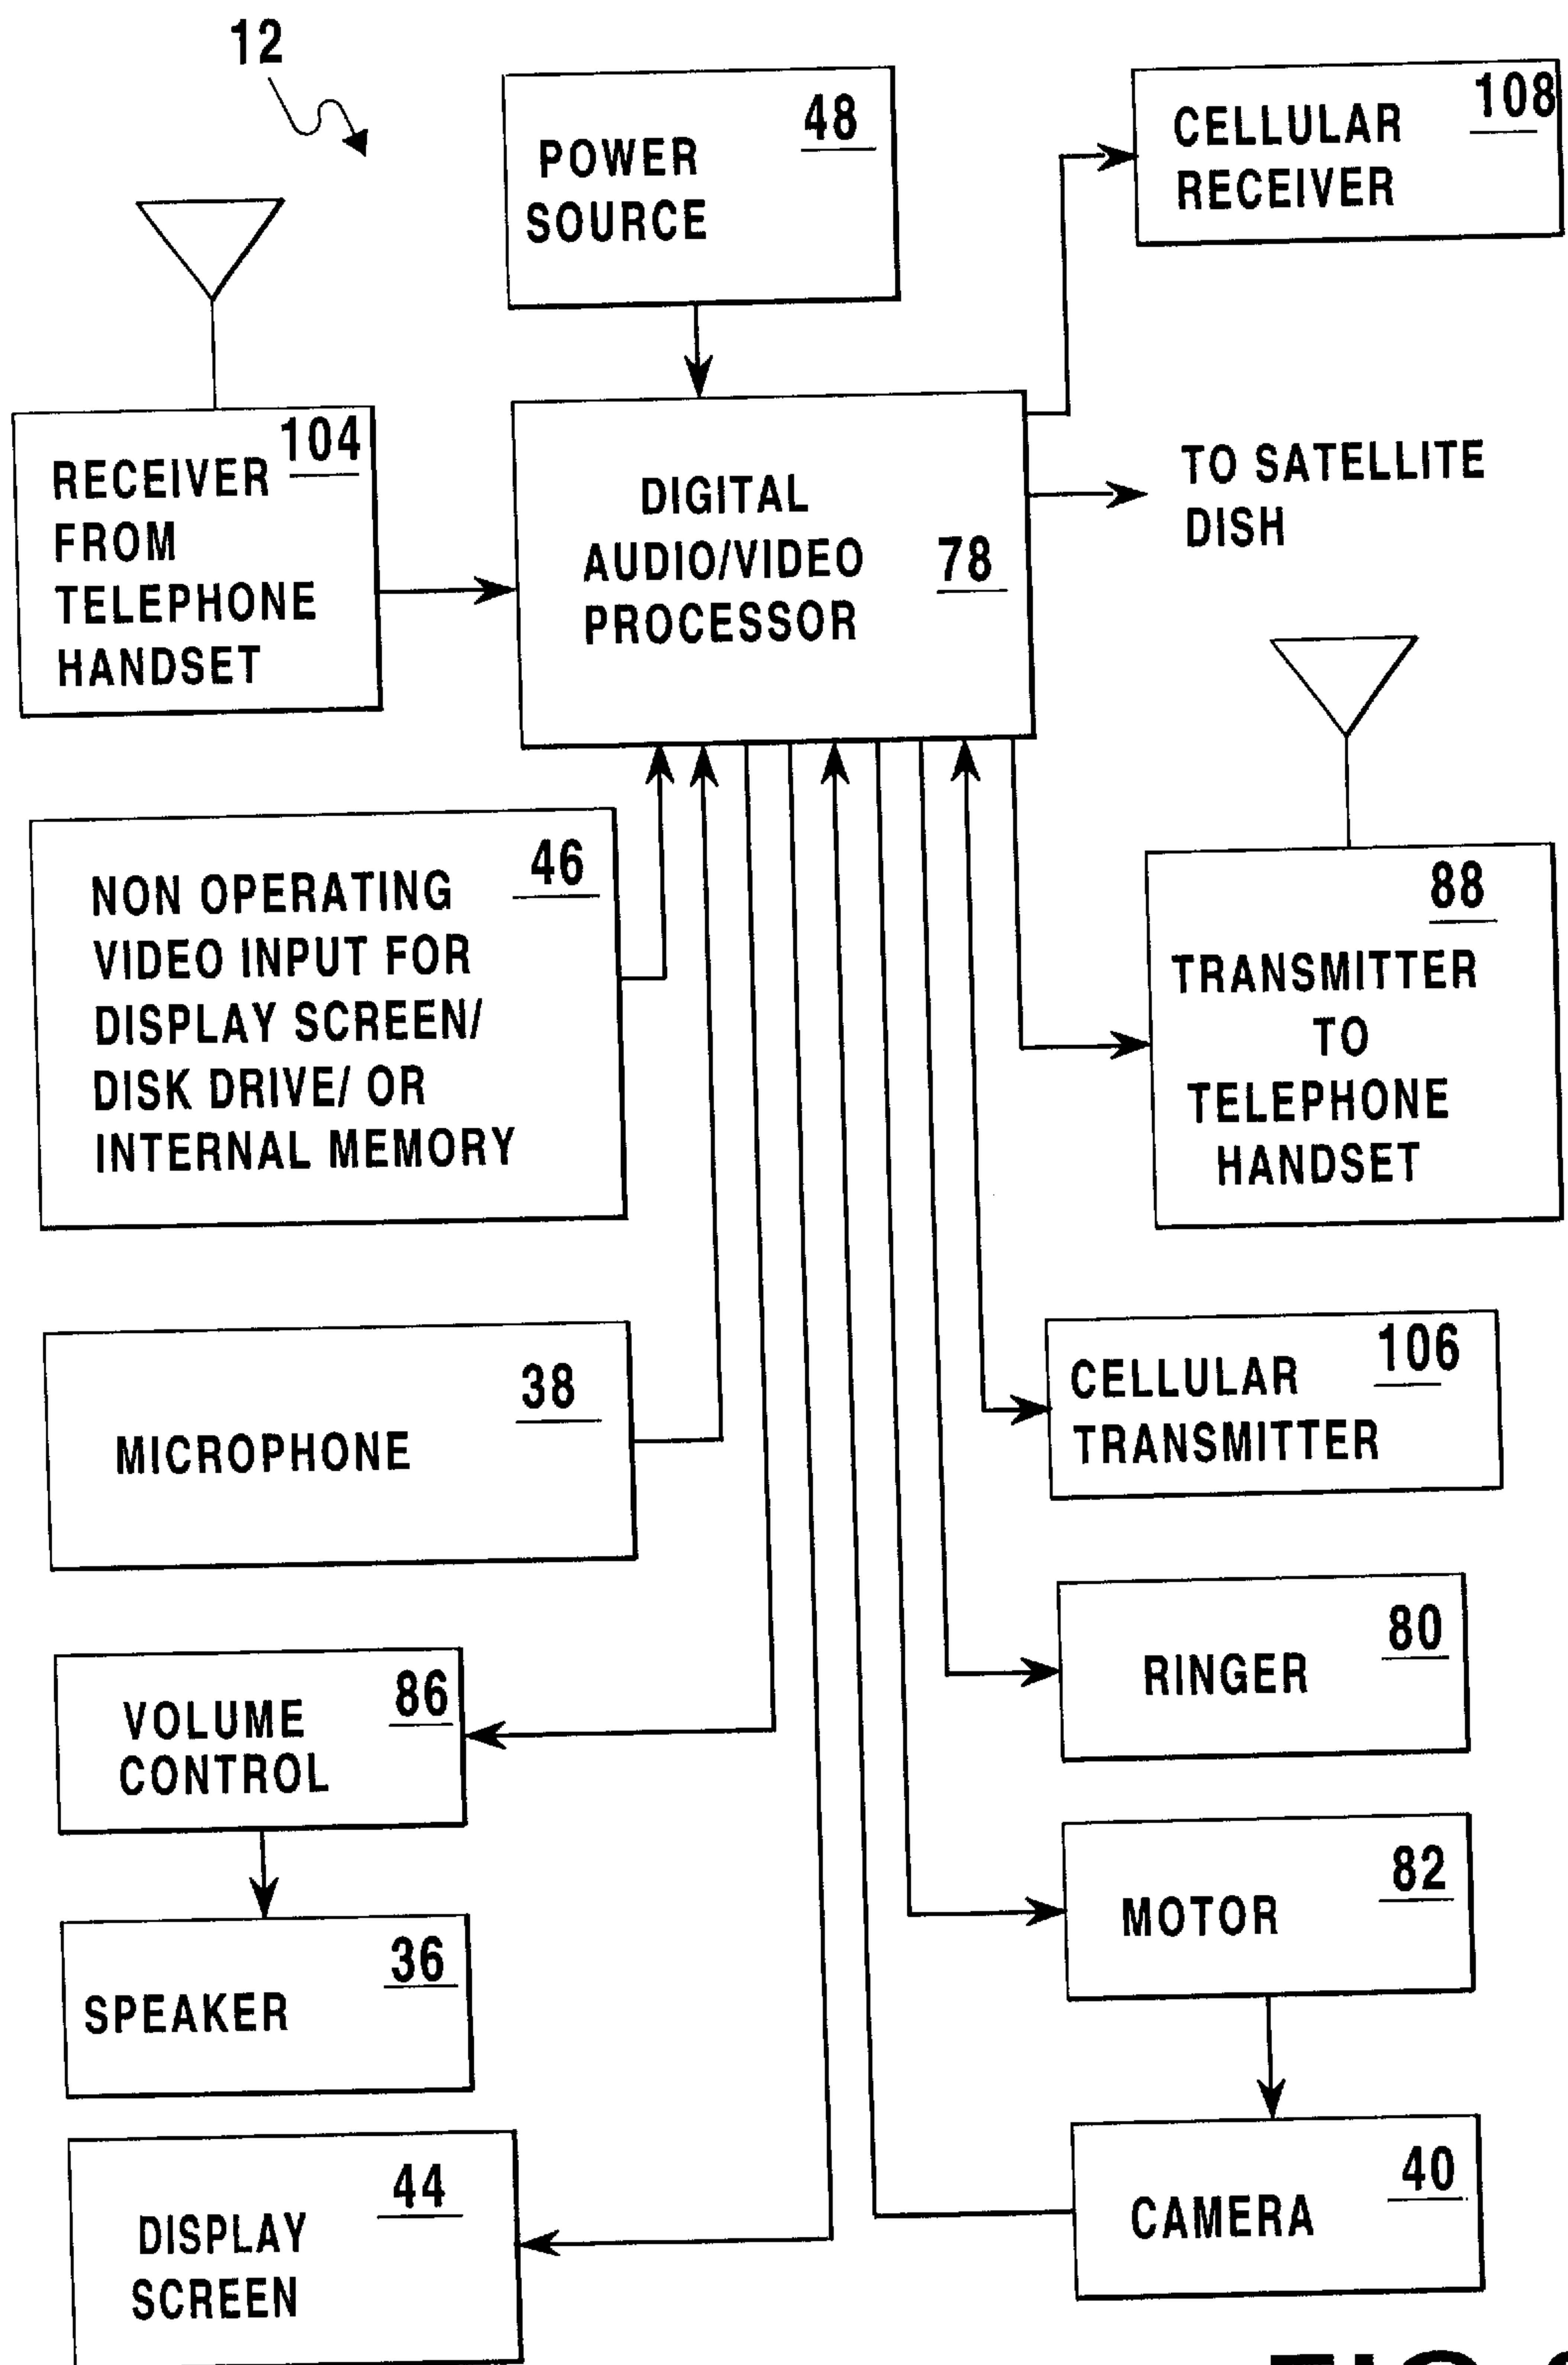 12
48
POWER
SOURCE
108
CELLULAR
RECEIVER
104
RECEIVER
FROM
TELEPHONE
HANDSET
DIGITAL
AUDIO/VIDEO
PROCESSOR
78
TO SATELLITE
DISH
46
NON OPERATING
VIDEO INPUT FOR
DISPLAY SCREEN/
DISK DRIVE/ OR
INTERNAL MEMORY
88
TRANSMITTER
TO
TELEPHONE
HANDSET
38
MICROPHONE
106
CELLULAR
TRANSMITTER
80
RINGER
86
VOLUME
CONTROL
82
MOTOR
36
SPEAKER
44
DISPLAY
SCREEN
40
CAMERA